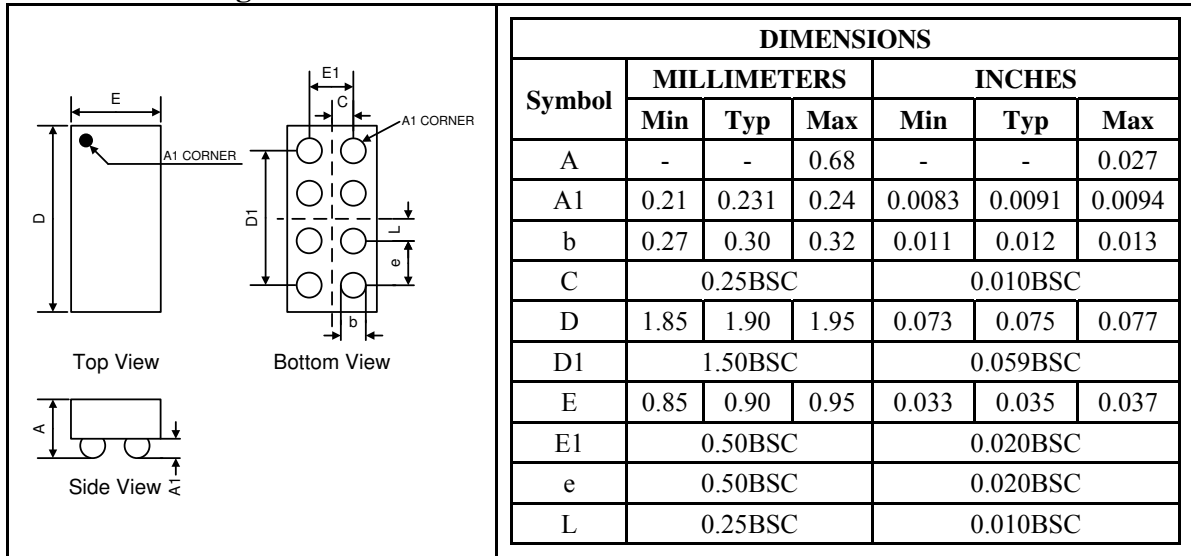 E
A1 CORNER
D
Top View
A
A1
Side View
E1
C
A1 CORNER
D1
L
e
b
Bottom View
DIMENSIONS
Symbol MILLIMETERS INCHES
Min Typ Max Min Typ Max
A - - 0.68 - - 0.027
A1 0.21 0.231 0.24 0.0083 0.0091 0.0094
b 0.27 0.30 0.32 0.011 0.012 0.013
C 0.25BSC 0.010BSC
D 1.85 1.90 1.95 0.073 0.075 0.077
D1 1.50BSC 0.059BSC
E 0.85 0.90 0.95 0.033 0.035 0.037
E1 0.50BSC 0.020BSC
e 0.50BSC 0.020BSC
L 0.25BSC 0.010BSC